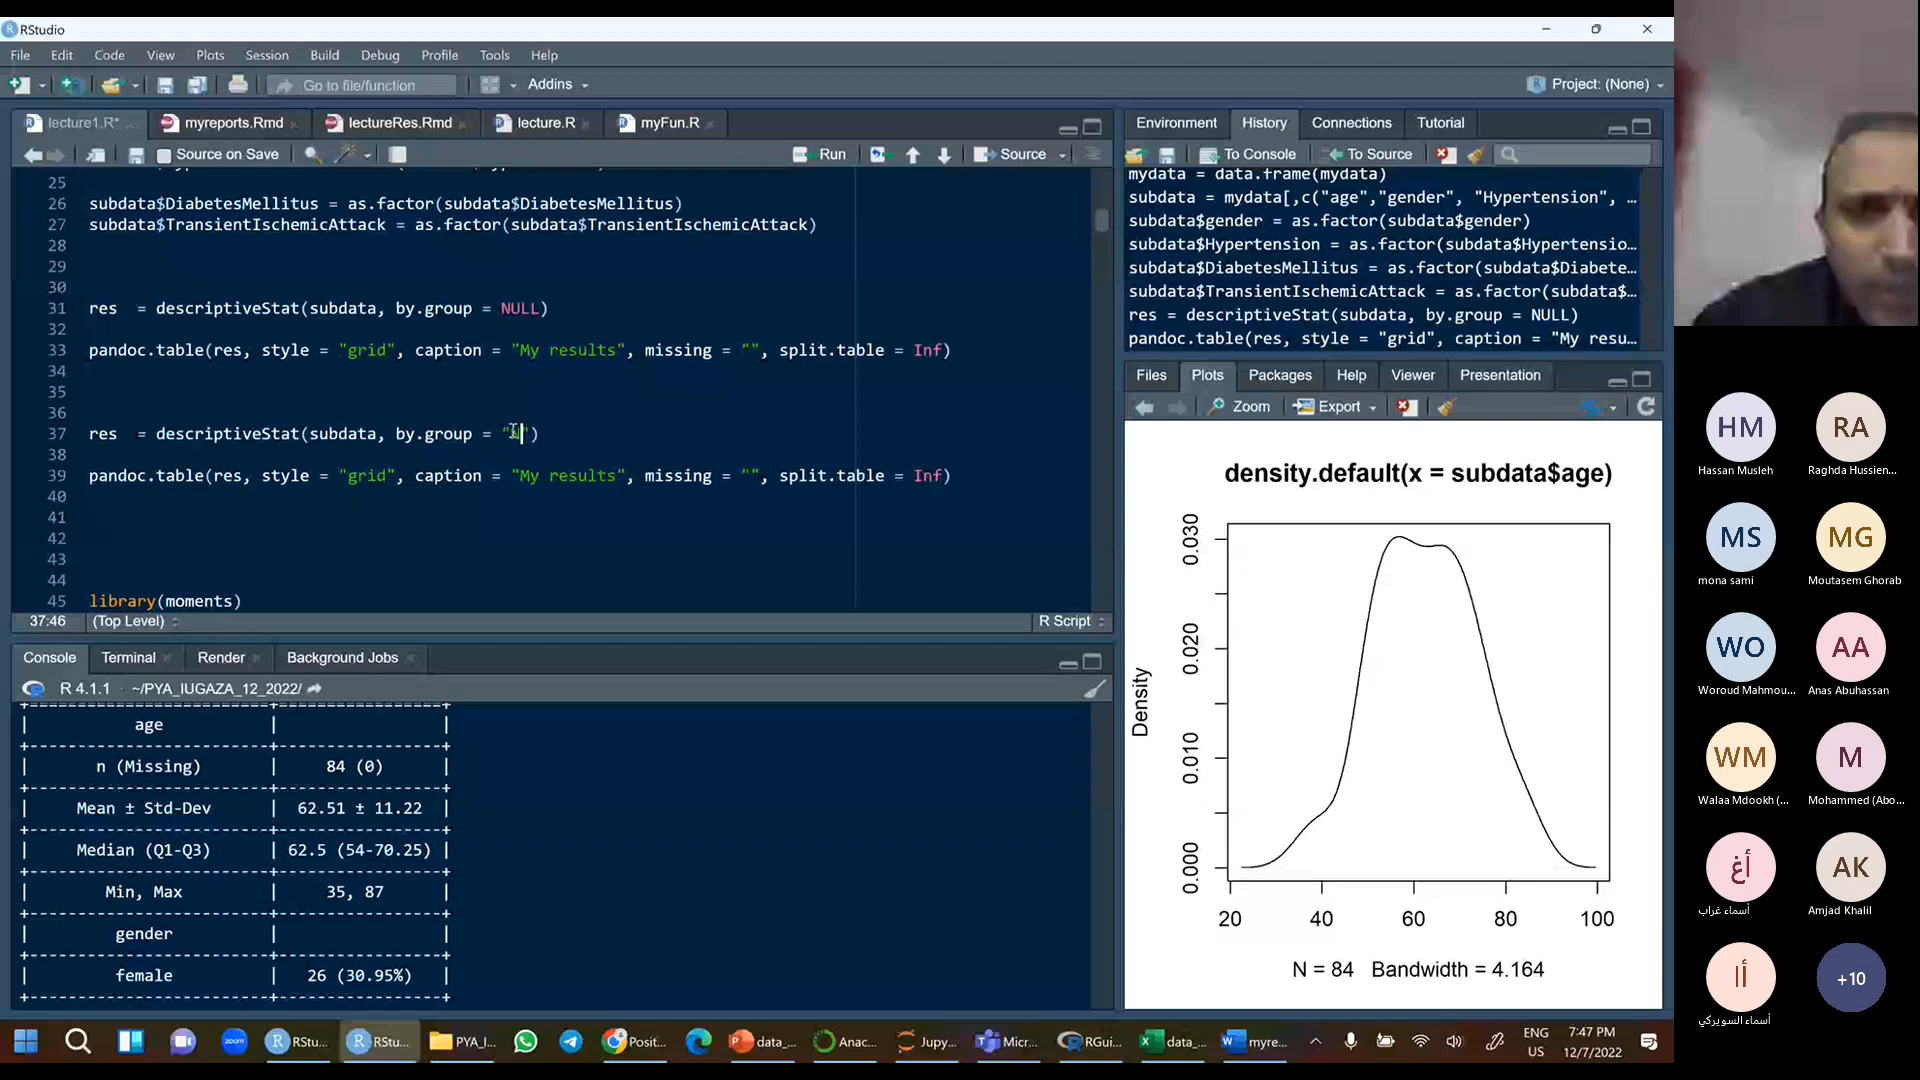 RStudio
File Edit Code View Plots Session Build Debug Profile Tools Help
Go to file/function Addins Project: (None)
lecture1.R* myreports.Rmd lectureRes.Rmd lecture.R myFun.R
Source on Save Run Source
25
26 subdata$DiabetesMellitus = as.factor(subdata$DiabetesMellitus)
27 subdata$TransientIschemicAttack = as.factor(subdata$TransientIschemicAttack)
28
29
30
31 res = descriptiveStat(subdata, by.group = NULL)
32
33 pandoc.table(res, style = "grid", caption = "My results", missing = "", split.table = Inf)
34
35
36
37 res = descriptiveStat(subdata, by.group = " ")
38
39 pandoc.table(res, style = "grid", caption = "My results", missing = "", split.table = Inf)
40
41
42
43
44
45 library(moments)
37:46 (Top Level) R Script
Console Terminal Render Background Jobs
R 4.1.1 · ~/PYA_IUGAZA_12_2022/
age
n (Missing) 84 (0)
Mean ± Std-Dev 62.51 ± 11.22
Median (Q1-Q3) 62.5 (54-70.25)
Min, Max 35, 87
gender
female 26 (30.95%)
Environment History Connections Tutorial
To Console To Source
mydata = data.frame(mydata)
subdata = mydata[,c("age","gender", "Hypertension", …
subdata$gender = as.factor(subdata$gender)
subdata$Hypertension = as.factor(subdata$Hypertensio…
subdata$DiabetesMellitus = as.factor(subdata$Diabete…
subdata$TransientIschemicAttack = as.factor(subdata$…
res = descriptiveStat(subdata, by.group = NULL)
pandoc.table(res, style = "grid", caption = "My resu…
Files Plots Packages Help Viewer Presentation
Zoom Export
density.default(x = subdata$age)
Density
0.030
0.020
0.010
0.000
20 40 60 80 100
N = 84 Bandwidth = 4.164
HM RA
Hassan Musleh Raghda Hussien...
MS MG
mona sami Moutasem Ghorab
WO AA
Woroud Mahmou... Anas Abuhassan
WM M
Walaa Mdookh (... Mohammed (Abo...
أغ AK
أسماء غراب Amjad Khalil
أا +10
أسماء السويركي
zoom RStu... RStu... PYA_I... Posit... data_... Anac... Jupy... Micr... RGui... data_... myre...
ENG US 7:47 PM 12/7/2022